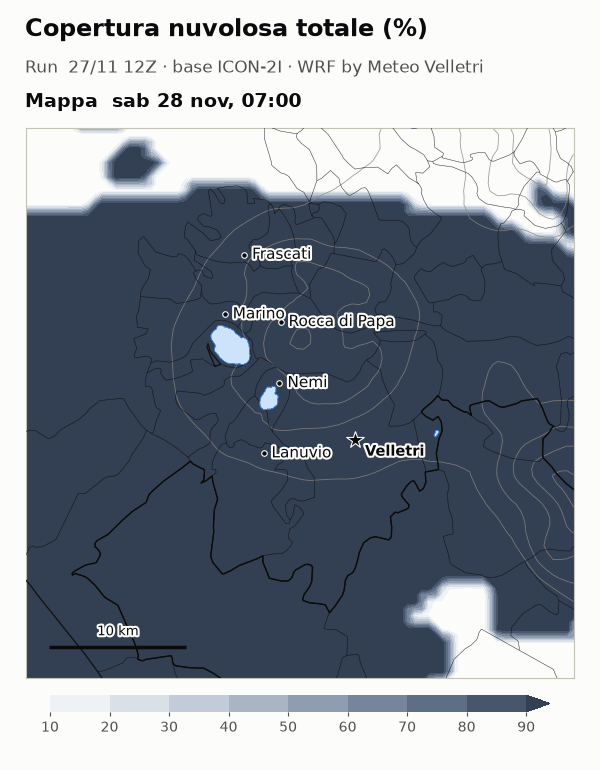 Copertura nuvolosa totale (%)
Run  27/11 12Z · base ICON-2I · WRF by Meteo Velletri
Mappa  sab 28 nov, 07:00
Frascati
Marino
Rocca di Papa
Nemi
Velletri
Lanuvio
10 km
10 20 30 40 50 60 70 80 90